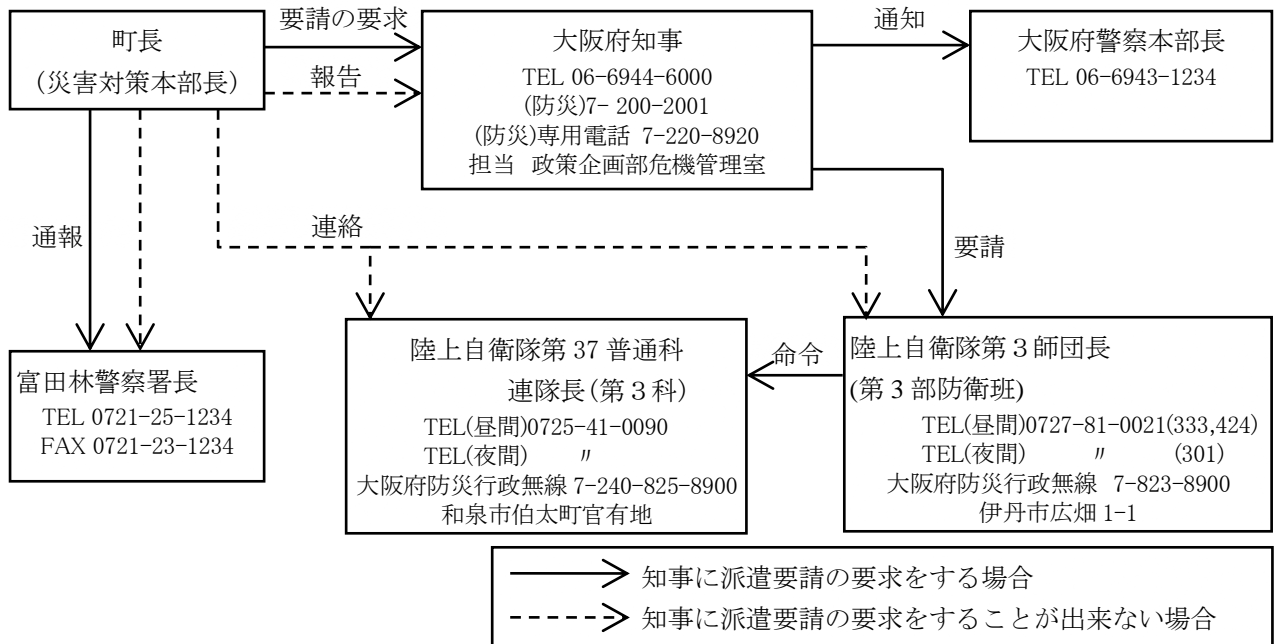 町長
(災害対策本部長)
要請の要求
報告
大阪府知事
TEL 06-6944-6000
(防災)7- 200-2001
(防災)専用電話 7-220-8920
担当 政策企画部危機管理室
通知
大阪府警察本部長
TEL 06-6943-1234
通報
連絡
要請
富田林警察署長
TEL 0721-25-1234
FAX 0721-23-1234
陸上自衛隊第 37 普通科
連隊長(第3科)
TEL(昼間)0725-41-0090
TEL(夜間) 〃
大阪府防災行政無線 7-240-825-8900
和泉市伯太町官有地
命令
陸上自衛隊第3師団長
(第3部防衛班)
TEL(昼間)0727-81-0021(333,424)
TEL(夜間) 〃 (301)
大阪府防災行政無線 7-823-8900
伊丹市広畑 1-1
知事に派遣要請の要求をする場合
知事に派遣要請の要求をすることが出来ない場合